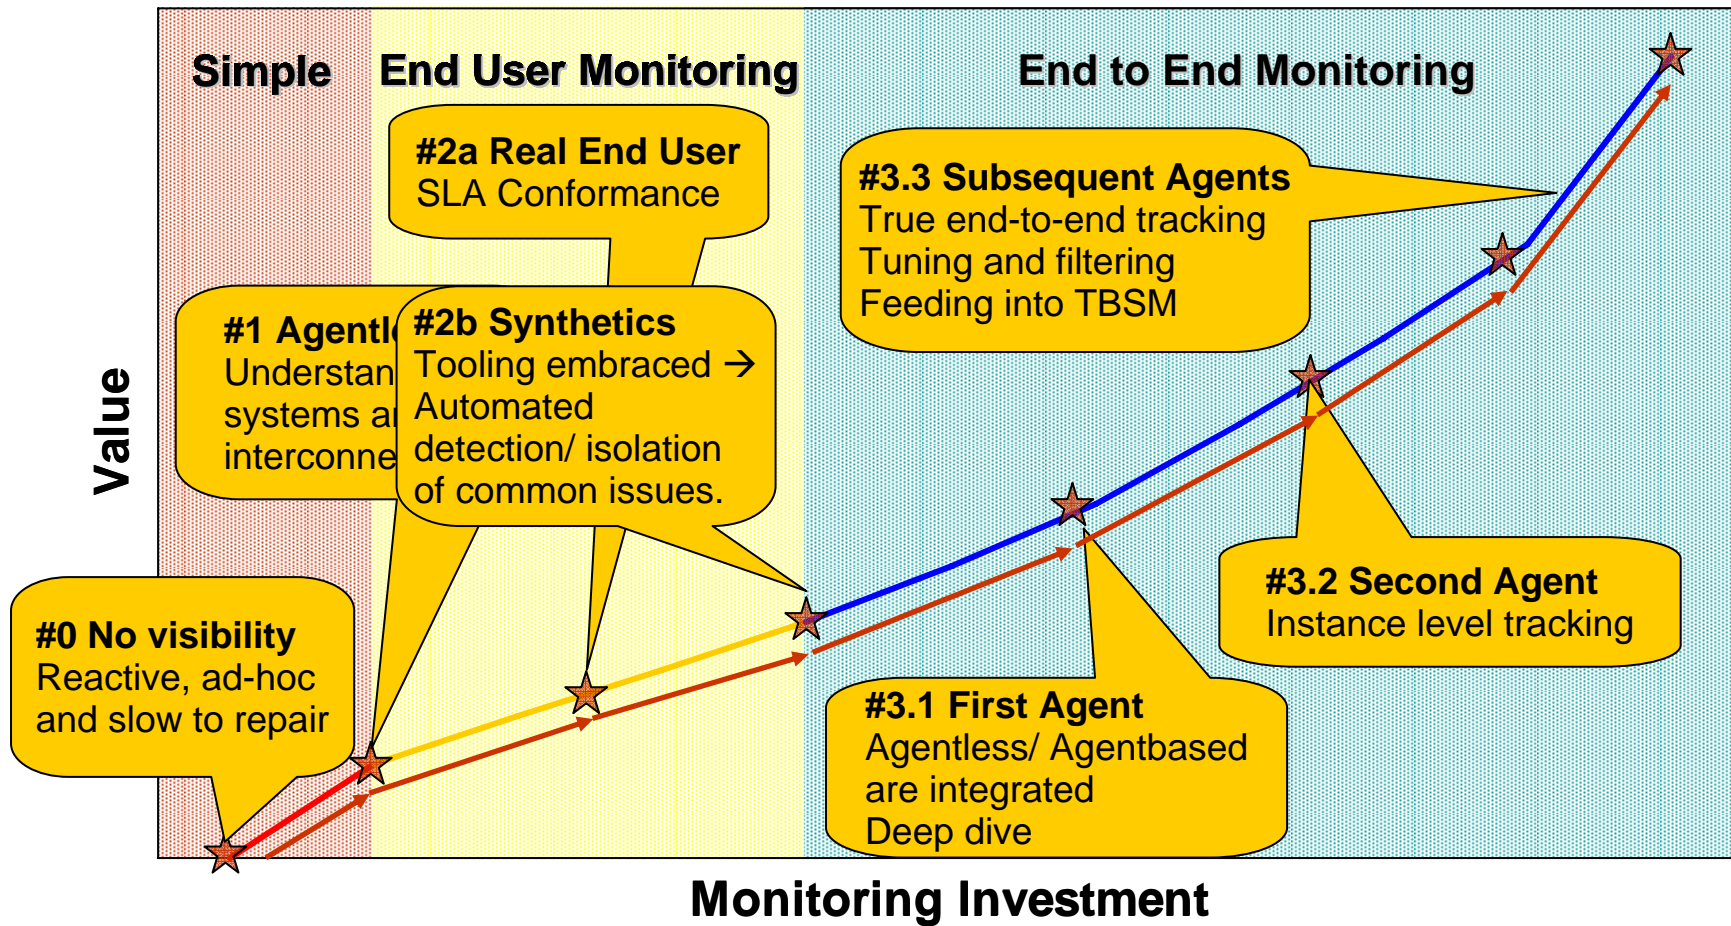 Simple
End User Monitoring
End to End Monitoring
#2a Real End User
SLA Conformance
#3.3 Subsequent Agents
True end-to-end tracking
Tuning and filtering
Feeding into TBSM
#1
systems
#2b Synthetics
Tooling embraced →
Automated
detection/ isolation
of common issues.
Value
#0 No visibility
Reactive, ad-hoc
and slow to repair
#3.2 Second Agent
Instance level tracking
#3.1 First Agent
Agentless/ Agentbased
are integrated
Deep dive
Monitoring Investment